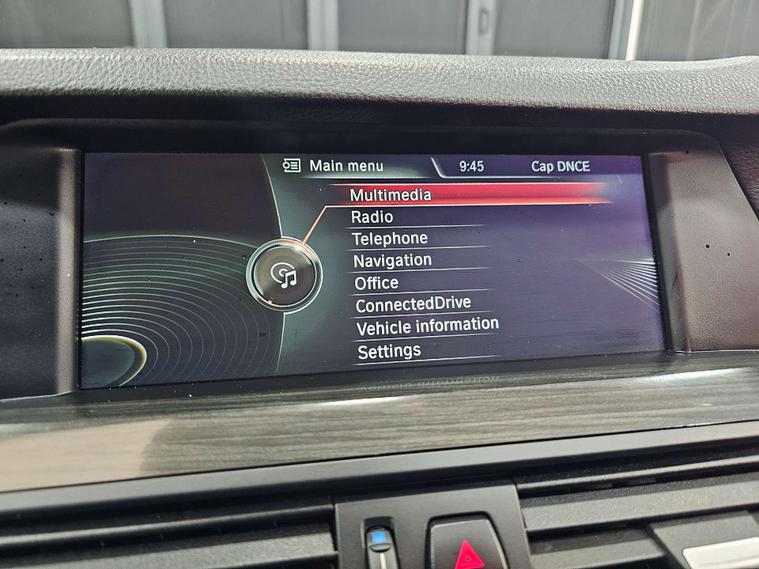 Main menu 9:45 Cap DNCE
Multimedia
Radio
Telephone
Navigation
Office
ConnectedDrive
Vehicle information
Settings